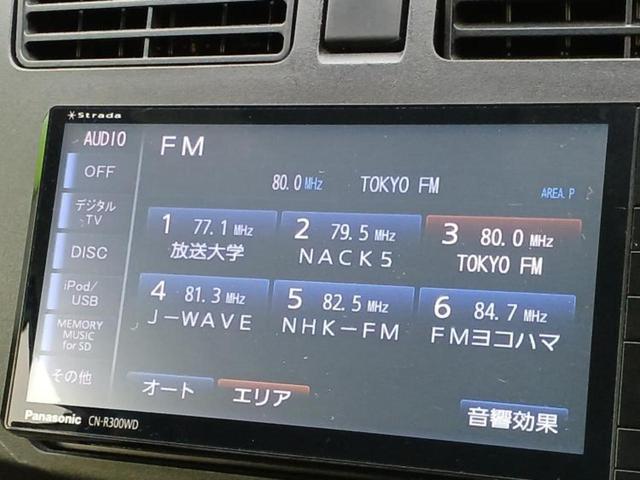 Strada
AUDIO
FM
OFF
80.0 MHz TOKYO FM
AREA.P
デジタル
TV
1 77.1 MHz
放送大学
2 79.5 MHz
NACK5
3 80.0 MHz
TOKYO FM
DISC
iPod/
USB
4 81.3 MHz
J-WAVE
5 82.5 MHz
NHK-FM
6 84.7 MHz
FMヨコハマ
MEMORY
MUSIC
for SD
その他
オート
エリア
音響効果
Panasonic CN-R300WD